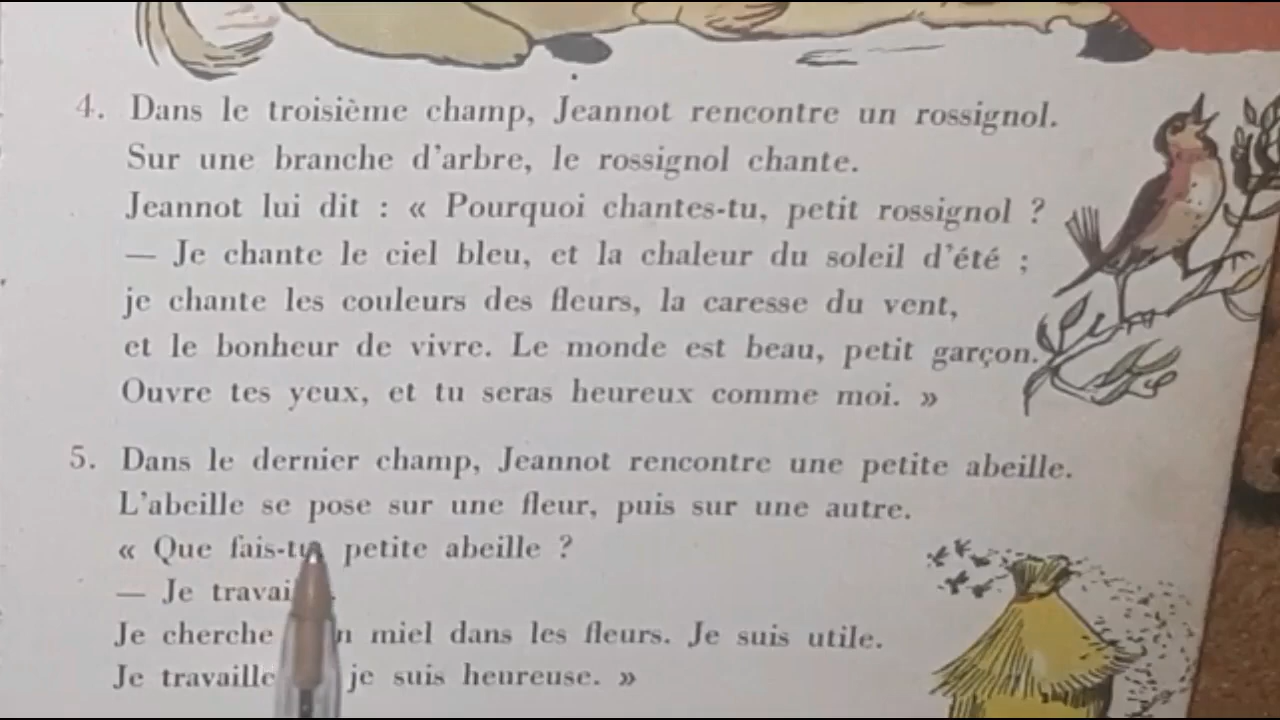 4. Dans le troisième champ, Jeannot rencontre un rossignol.
Sur une branche d'arbre, le rossignol chante.
Jeannot lui dit : « Pourquoi chantes-tu, petit rossignol ?
— Je chante le ciel bleu, et la chaleur du soleil d'été ;
je chante les couleurs des fleurs, la caresse du vent,
et le bonheur de vivre. Le monde est beau, petit garçon.
Ouvre tes yeux, et tu seras heureux comme moi. »
5. Dans le dernier champ, Jeannot rencontre une petite abeille.
L'abeille se pose sur une fleur, puis sur une autre.
« Que fais-tu, petite abeille ?
— Je
Je cherche miel dans les fleurs. Je suis utile.
Je travaille je suis heureuse. »